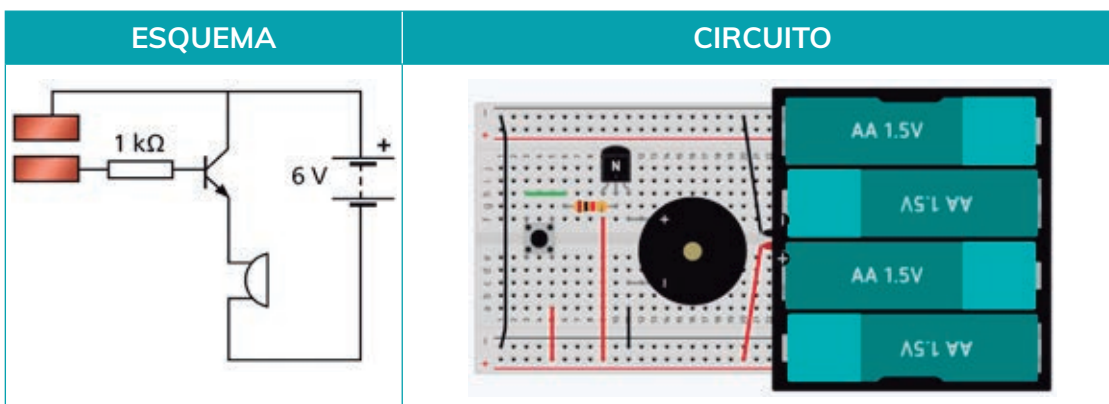 ESQUEMA
CIRCUITO
1 kΩ
+
6 V
N
+
AA 1.5V
AA 1.5V
AA 1.5V
AA 1.5V